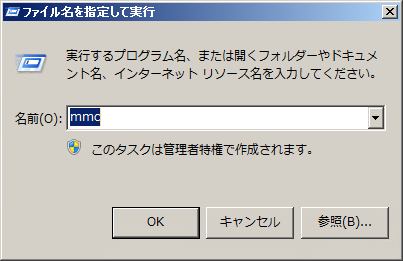 ファイル名を指定して実行
実行するプログラム名、または開くフォルダーやドキュメ
ント名、インターネット リソース名を入力してください。
名前(O): mmc
このタスクは管理者特権で作成されます。
OK キャンセル 参照(B)...